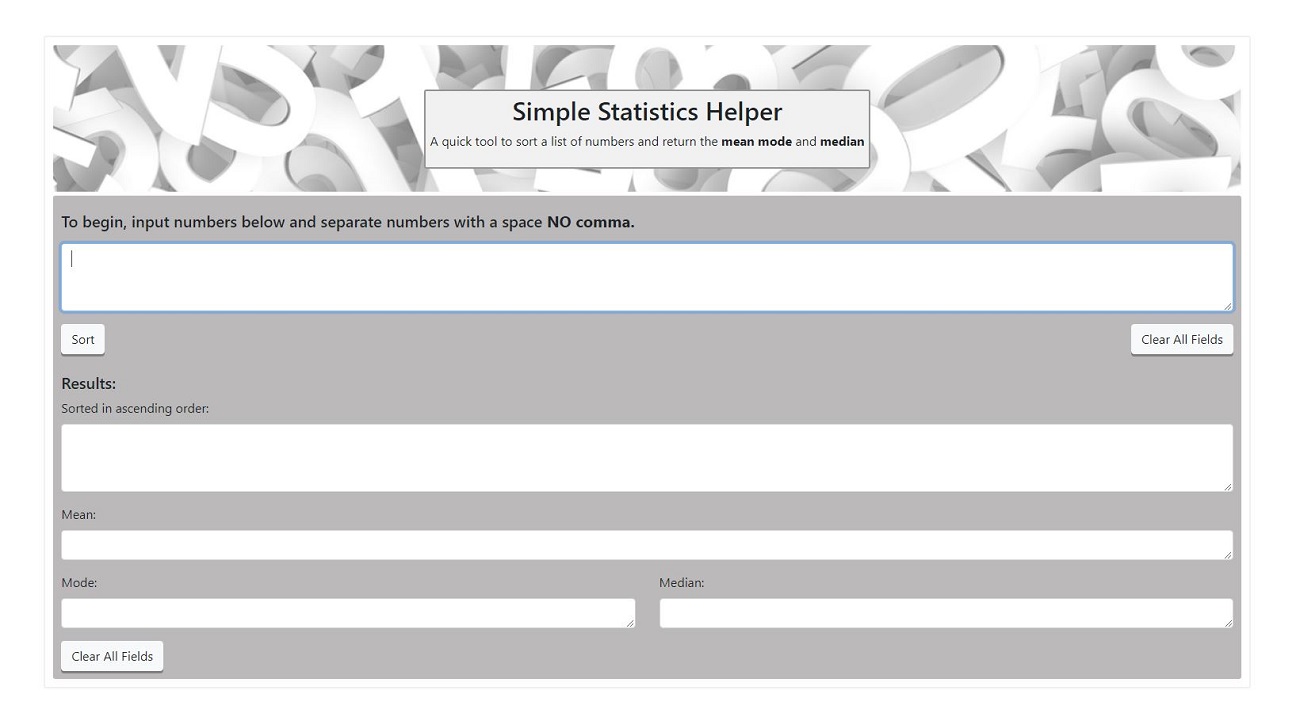 Simple Statistics Helper
A quick tool to sort a list of numbers and return the mean mode and median
To begin, input numbers below and separate numbers with a space NO comma.
Sort
Clear All Fields
Results:
Sorted in ascending order:
Mean:
Mode:
Median:
Clear All Fields